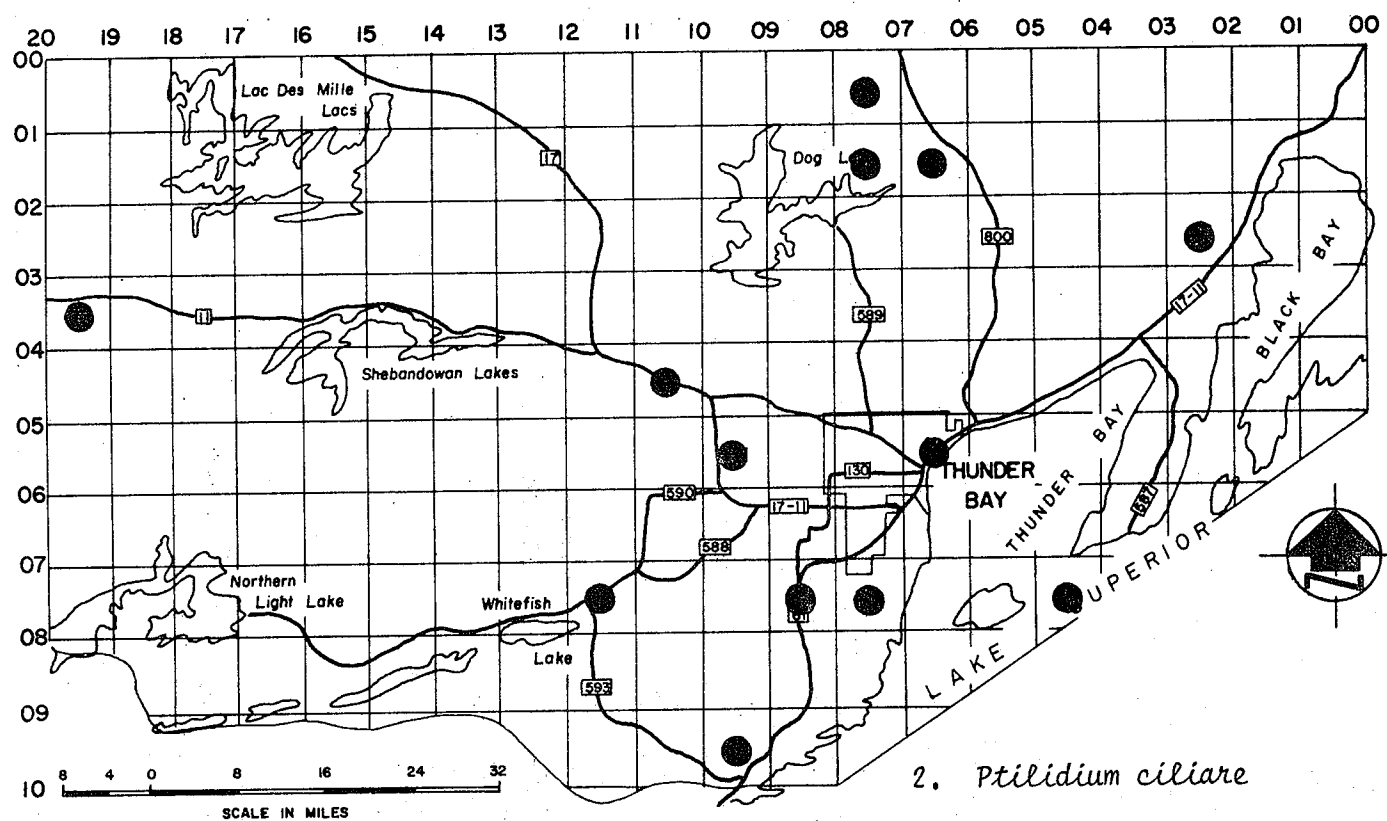 20 19 18 17 16 15 14 13 12 11 10 09 08 07 06 05 04 03 02 01 00
00
01
02
03
04
05
06
07
08
09
10
Lac Des Mille
Lacs
17
Dog L
800
589
17-11
BLACK BAY
11
Shebandowan Lakes
THUNDER BAY
130
THUNDER
BAY
590
17-11
588
587
Northern
Light Lake
Whitefish
Lake
61
593
LAKE SUPERIOR
N
8 4 0 8 16 24 32
SCALE IN MILES
2. Ptilidium ciliare